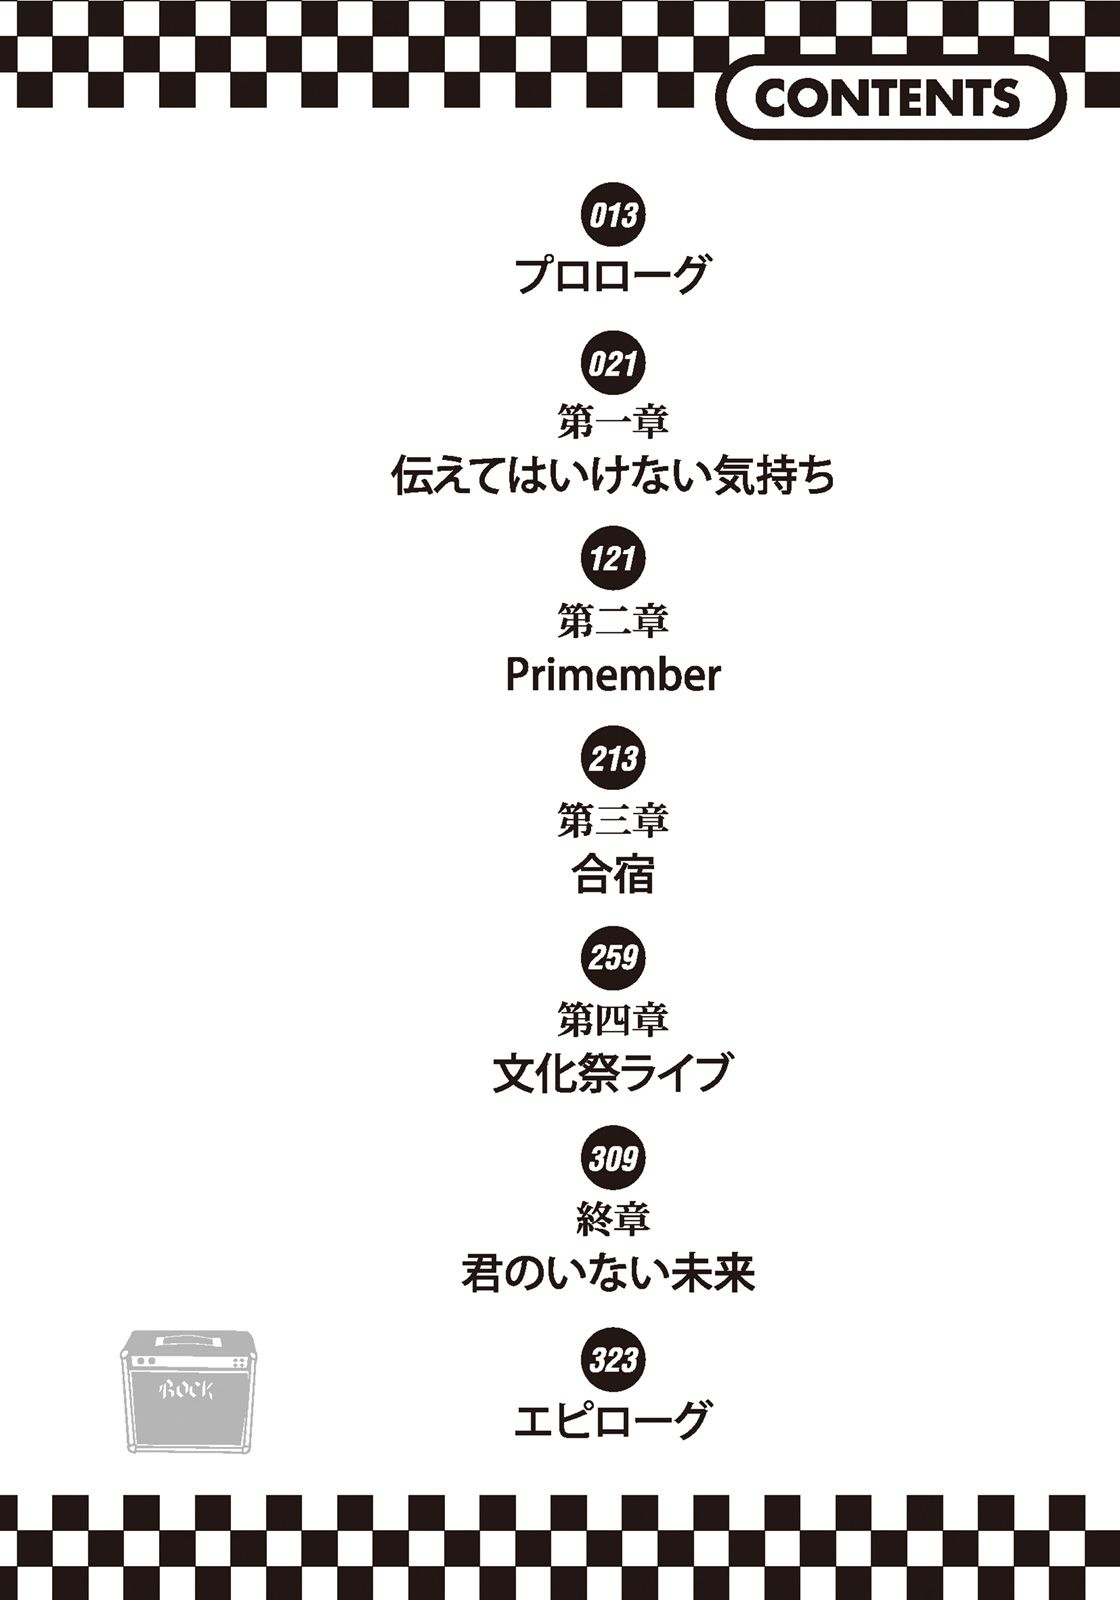 CONTENTS
013
プロローグ
021
第一章
伝えてはいけない気持ち
121
第二章
Primember
213
第三章
合宿
259
第四章
文化祭ライブ
309
終章
君のいない未来
323
エピローグ
ROCK